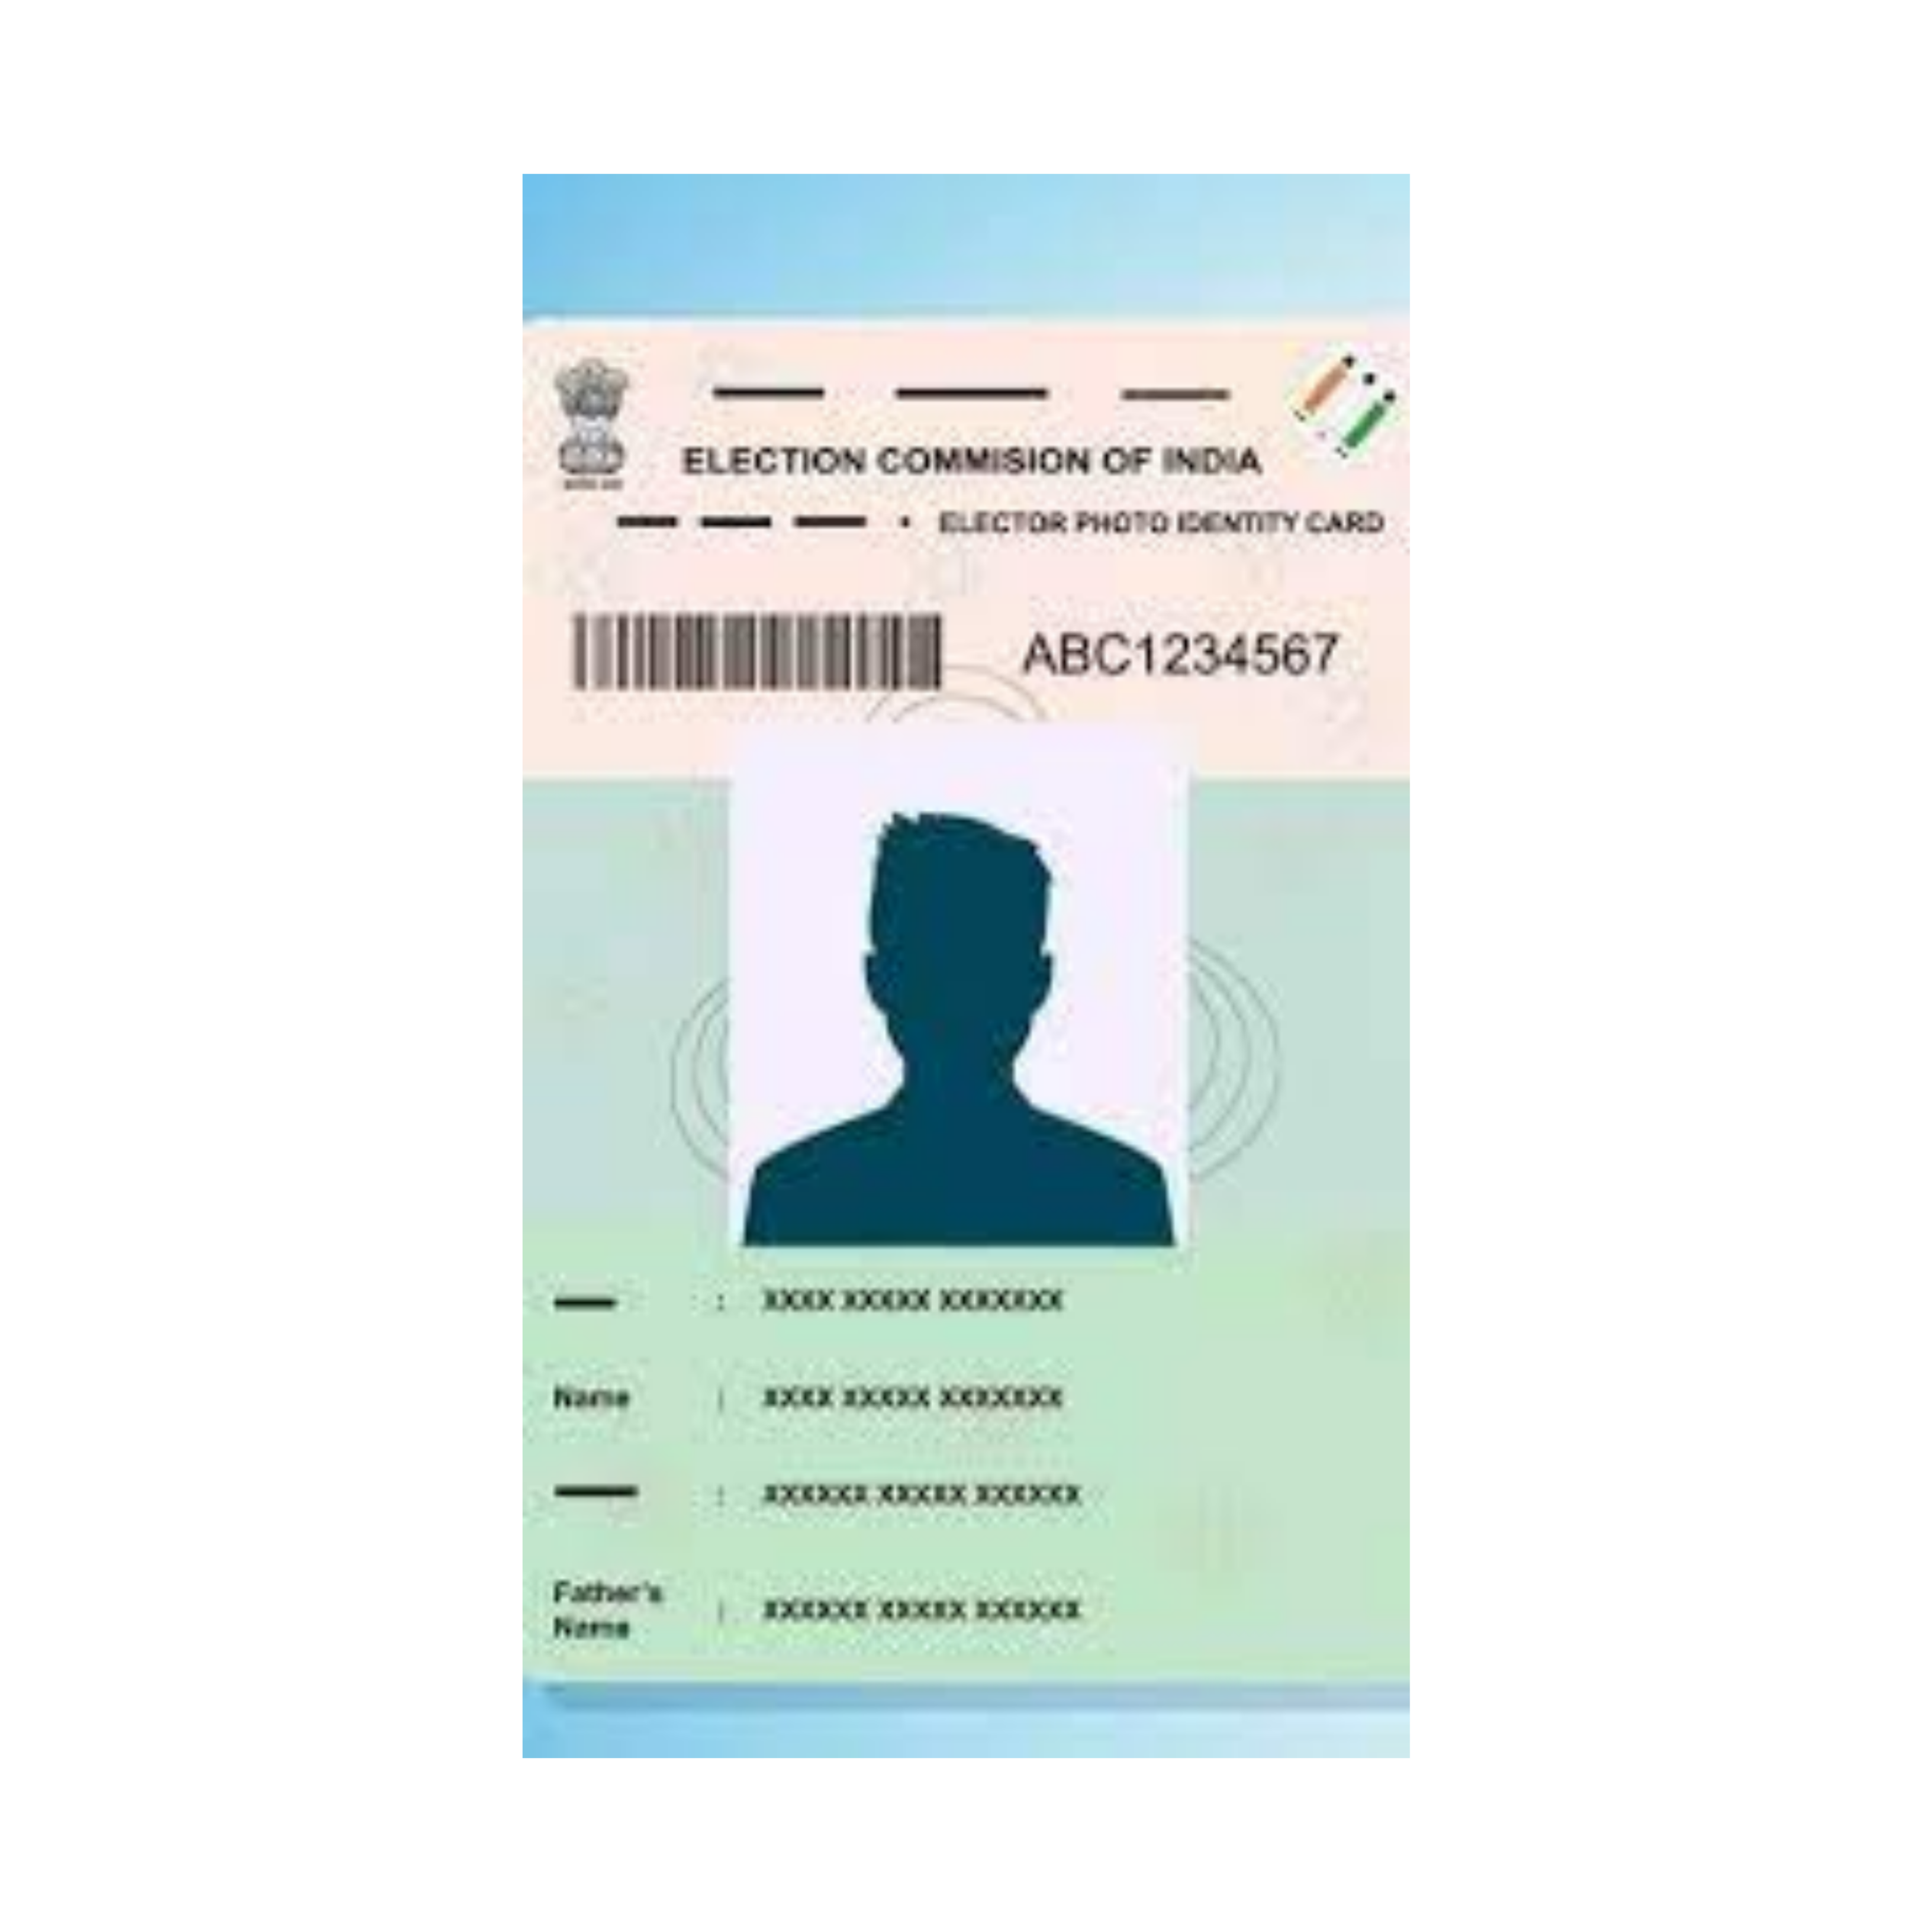 ELECTION COMMISION OF INDIA
ELECTOR PHOTO IDENTITY CARD
ABC1234567
: XXXX XXXXX XXXXXXX
Name : XXXX XXXXX XXXXXXX
: XXXXXX XXXXX XXXXXX
Father's
Name : XXXXXX XXXXX XXXXXX